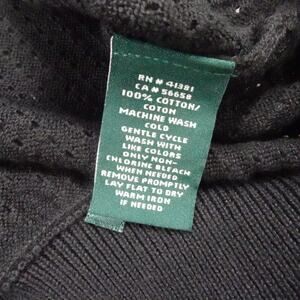 RN # 41381
CA # 56658
100% COTTON/
COTON
MACHINE WASH
COLD
GENTLE CYCLE
WASH WITH
LIKE COLORS
ONLY NON-
CHLORINE BLEACH
WHEN NEEDED
REMOVE PROMPTLY
LAY FLAT TO DRY
WARM IRON
IF NEEDED